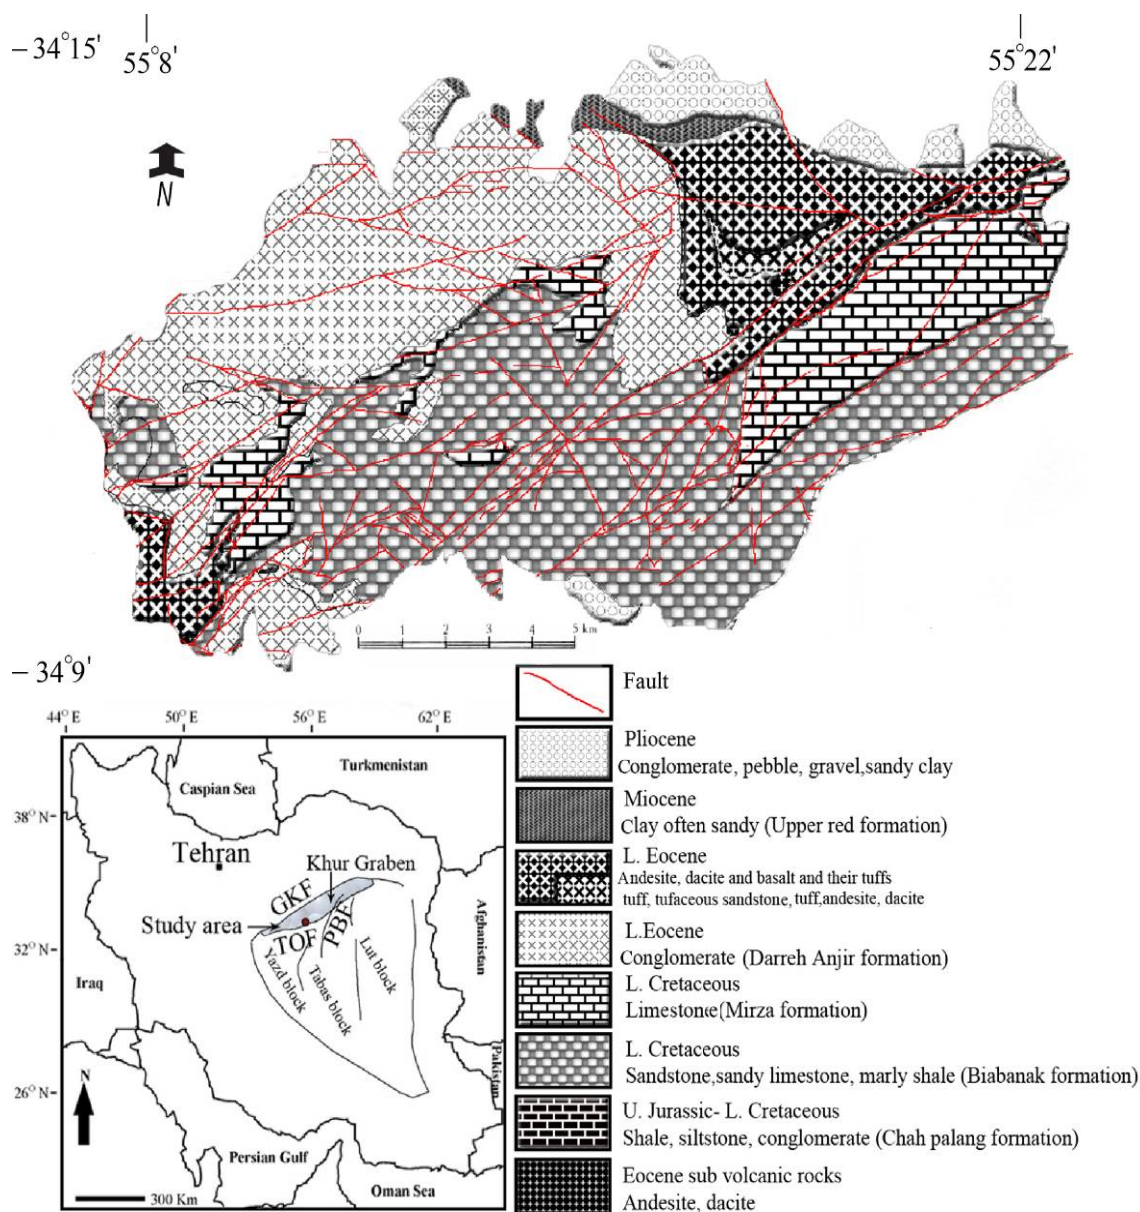 – 34°15'
55°8'
55°22'
N
0 1 2 3 4 5 km
– 34°9'
44° E 50° E 56° E 62° E
38° N
32° N
26° N
Caspian Sea
Turkmenistan
Tehran
Khur Graben
GKF
Study area
TOF
PBF
Yazd block
Tabas block
Lut block
Iraq
Afghanistan
Pakistan
N
Persian Gulf
Oman Sea
300 Km
Fault
Pliocene
Conglomerate, pebble, gravel,sandy clay
Miocene
Clay often sandy (Upper red formation)
L. Eocene
Andesite, dacite and basalt and their tuffs
tuff, tufaceous sandstone, tuff,andesite, dacite
L.Eocene
Conglomerate (Darreh Anjir formation)
L. Cretaceous
Limestone(Mirza formation)
L. Cretaceous
Sandstone,sandy limestone, marly shale (Biabanak formation)
U. Jurassic- L. Cretaceous
Shale, siltstone, conglomerate (Chah palang formation)
Eocene sub volcanic rocks
Andesite, dacite